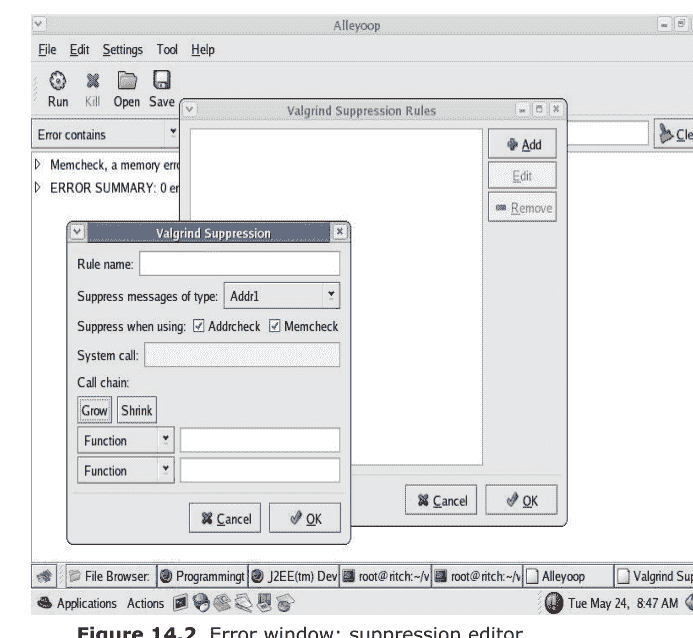 Alleyoop
File Edit Settings Tool Help
Run Kill Open Save
Valgrind Suppression Rules
Error contains
Cle
Add
Memcheck, a memory erro
Edit
ERROR SUMMARY: 0 er
Remove
Valgrind Suppression
Rule name:
Suppress messages of type: Addr1
Suppress when using: Addrcheck Memcheck
System call:
Call chain:
Grow Shrink
Function
Function
Cancel OK
Cancel OK
File Browser: Programmingt J2EE(tm) Dev root@ritch:~/v root@ritch:~/v Alleyoop Valgrind Sup
Applications Actions Tue May 24, 8:47 AM
Figure 14.2 Error window: suppression editor